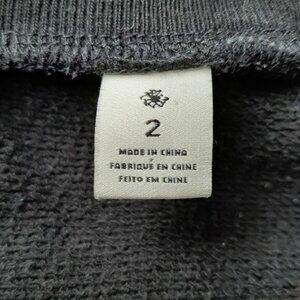 2
MADE IN CHINA
FABRIQUÉ EN CHINE
FEITO EM CHINE